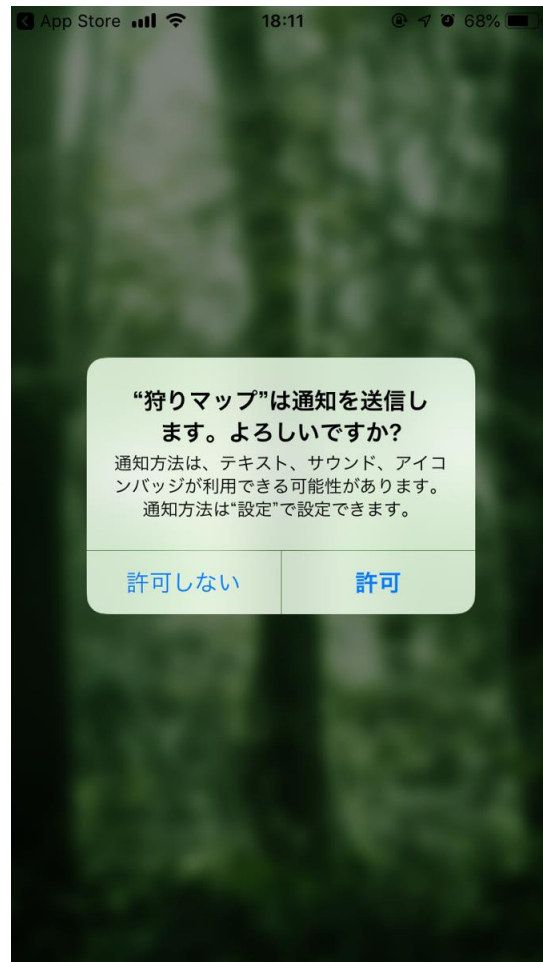 App Store 18:11 68%
“狩りマップ”は通知を送信し
ます。よろしいですか?
通知方法は、テキスト、サウンド、アイコ
ンバッジが利用できる可能性があります。
通知方法は“設定”で設定できます。
許可しない 許可